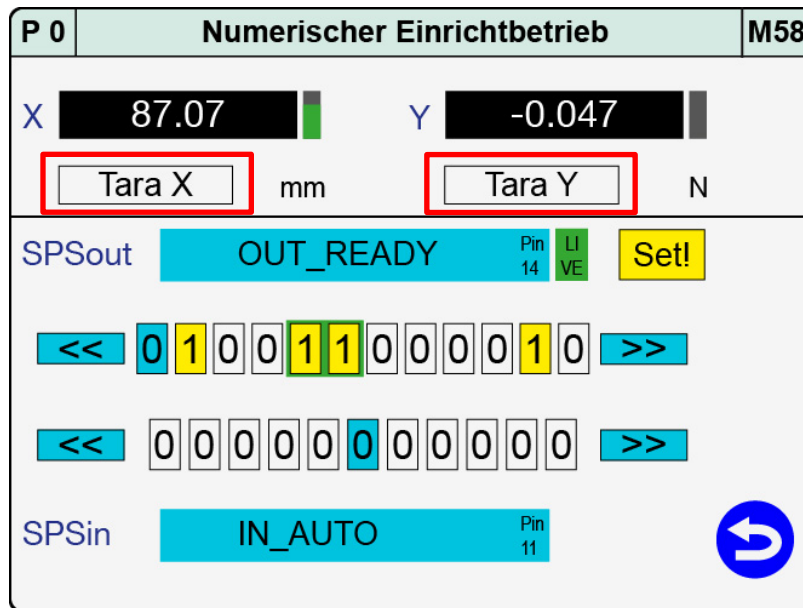 P 0 Numerischer Einrichtbetrieb M58
X 87.07 Y -0.047
Tara X mm Tara Y N
SPSout OUT_READY Pin 14 LI VE Set!
<< 0 1 0 0 1 1 0 0 0 0 1 0 >>
<< 0 0 0 0 0 0 0 0 0 0 0 >>
SPSin IN_AUTO Pin 11